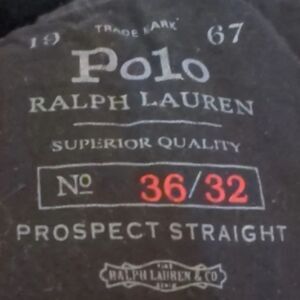 19 TRADE MARK 67
Polo
RALPH LAUREN
SUPERIOR QUALITY
Nº 36/32
PROSPECT STRAIGHT
RALPH LAUREN & CO